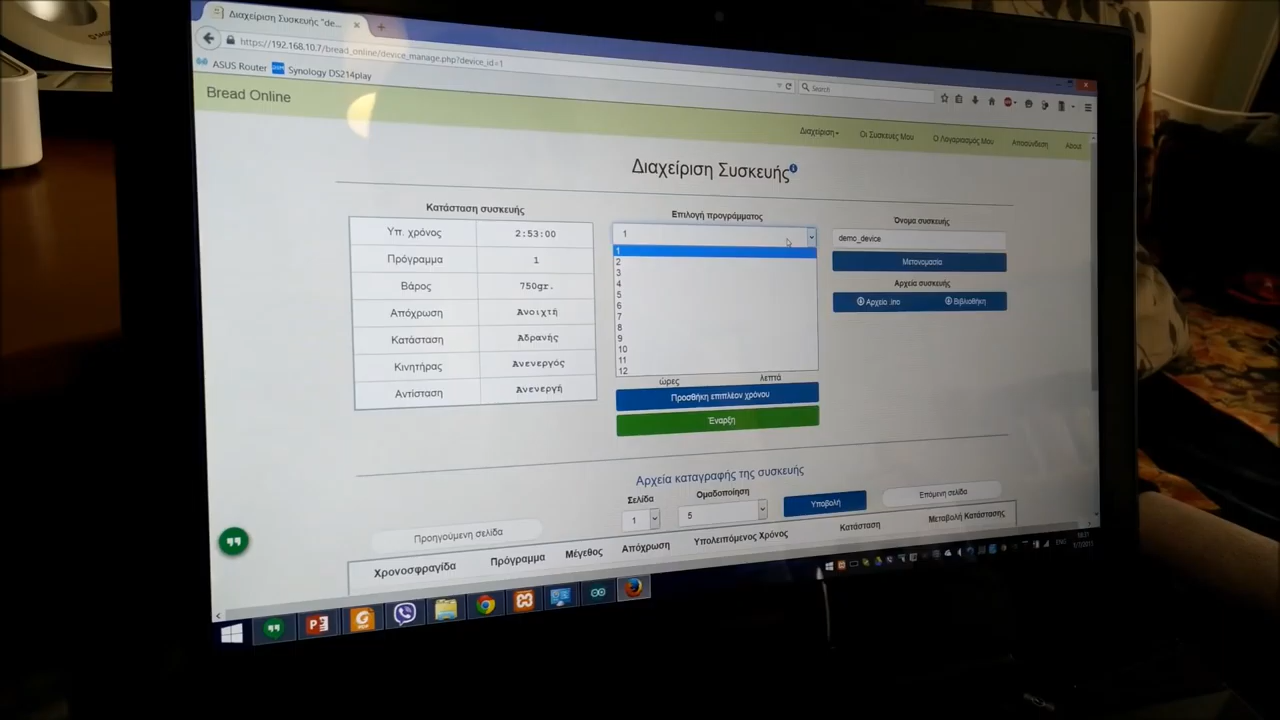 Διαχείριση Συσκευής "de...
https://192.168.10.7/bread_online/device_manage.php?device_id=1
Search
ASUS Router Synology DS214play
Bread Online
Διαχείριση Οι Συσκευές Μου Ο Λογαριασμός Μου Αποσύνδεση About
Διαχείριση Συσκευής
Κατάσταση συσκευής
Υπ. χρόνος 2:53:00
Πρόγραμμα 1
Βάρος 750gr.
Απόχρωση Ανοιχτή
Κατάσταση Αδρανής
Κινητήρας Ανενεργός
Αντίσταση Ανενεργή
Επιλογή προγράμματος
1
1
2
3
4
5
6
7
8
9
10
11
12
ώρες λεπτά
Προσθήκη επιπλέον χρόνου
Έναρξη
Όνομα συσκευής
demo_device
Μετονομασία
Αρχεία συσκευής
Αρχείο .ino Βιβλιοθήκη
Αρχεία καταγραφής της συσκευής
Σελίδα Ομαδοποίηση
Προηγούμενη σελίδα 1 5 Υποβολή Επόμενη σελίδα
Χρονοσφραγίδα Πρόγραμμα Μέγεθος Απόχρωση Υπολειπόμενος Χρόνος Κατάσταση Μεταβολή Κατάστασης